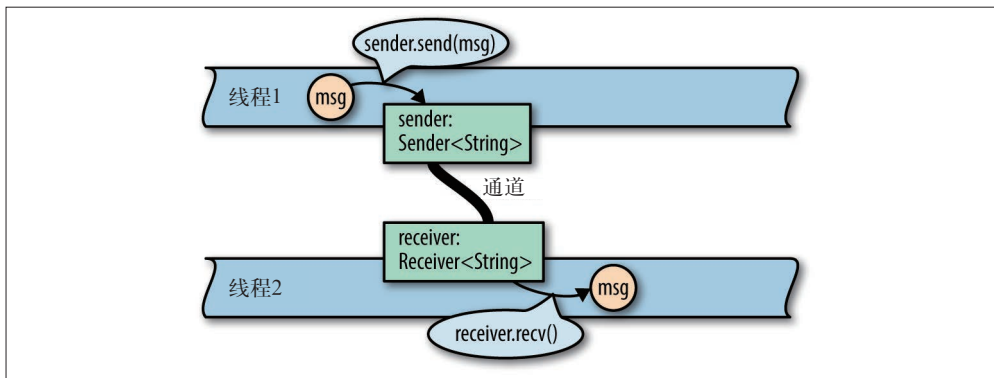 sender.send(msg)
线程1
msg
sender:
Sender<String>
通道
receiver:
Receiver<String>
线程2
msg
receiver.recv()